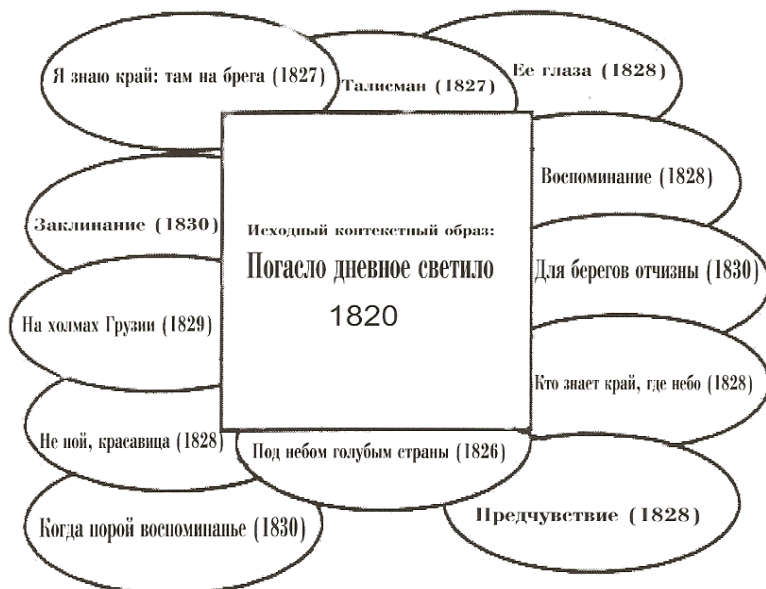 Я знаю край: там на брега (1827)
Талисман (1827)
Ее глаза (1828)
Воспоминание (1828)
Заклинание (1830)
Исходный контекстный образ:
Погасло дневное светило
1820
Для берегов отчизны (1830)
На холмах Грузии (1829)
Кто знает край, где небо (1828)
Не пой, красавица (1828)
Под небом голубым страны (1826)
Предчувствие (1828)
Когда порой воспоминанье (1830)